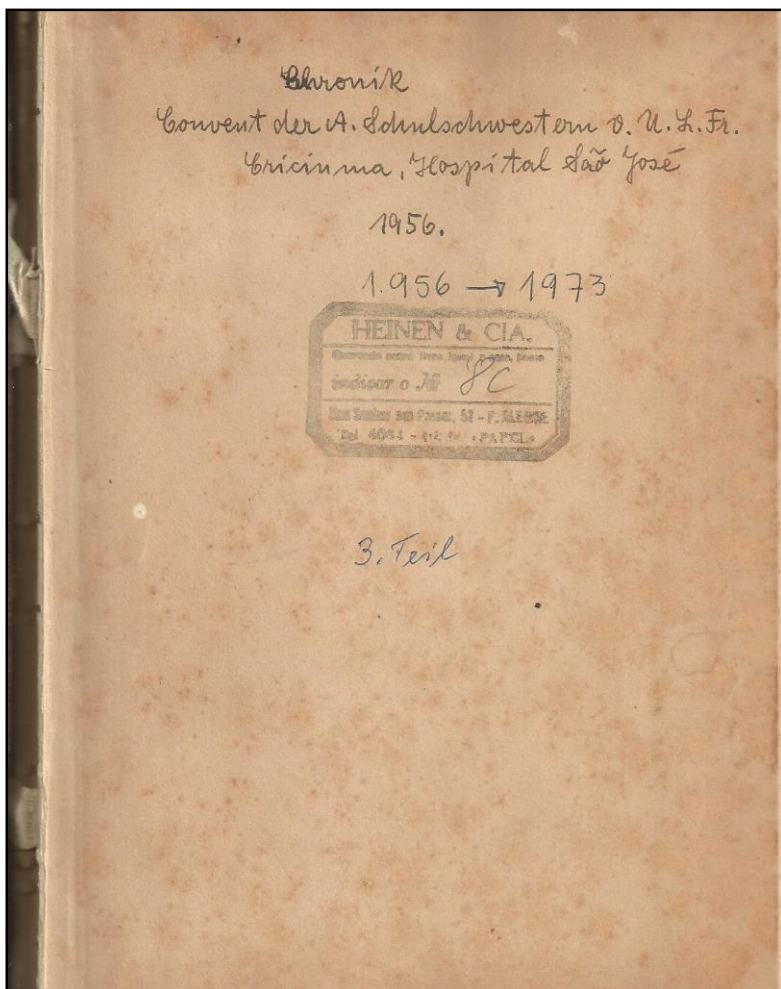 Chronik
Convent der A. Schulschwestern v. U. L. Fr.
Criciuma, Hospital São José
1956.
1.956 → 1973
HEINEN & CIA.
indicar o Nº 8C
3. Teil